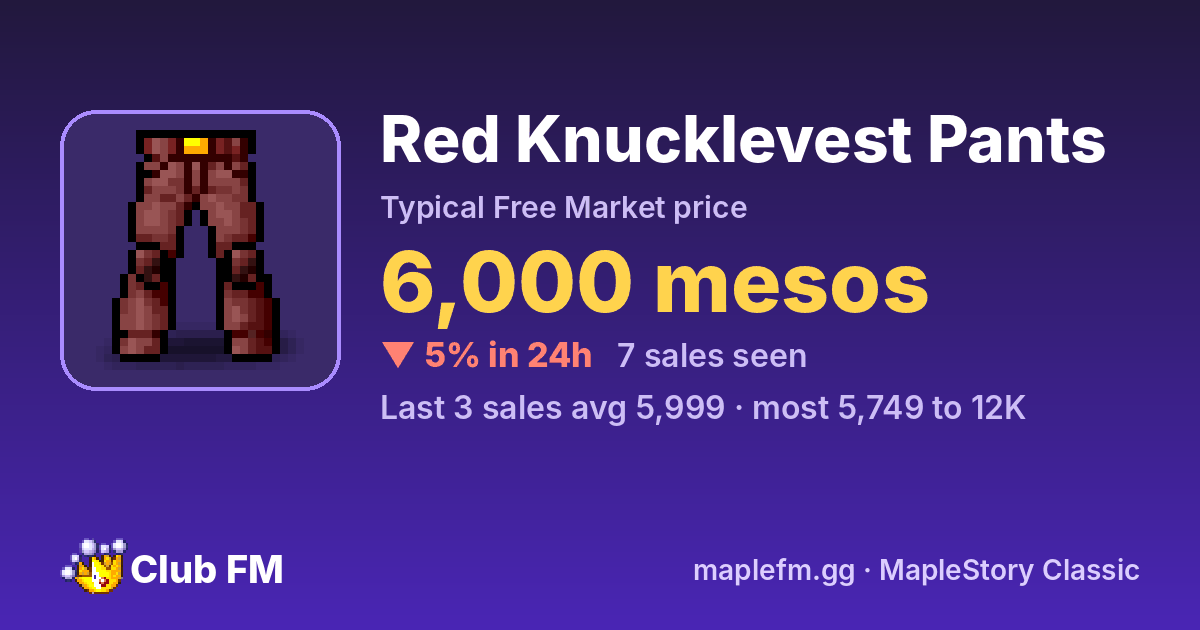 Red Knucklevest Pants
Typical Free Market price
6,000 mesos
▼ 5% in 24h 7 sales seen
Last 3 sales avg 5,999 · most 5,749 to 12K
Club FM
maplefm.gg · MapleStory Classic